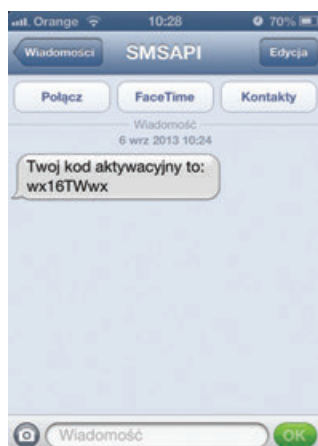 Orange 10:28 70%
Wiadomości SMSAPI Edycja
Połącz FaceTime Kontakty
Wiadomość
6 wrz 2013 10:24
Twoj kod aktywacyjny to:
wx16TWwx
Wiadomość OK